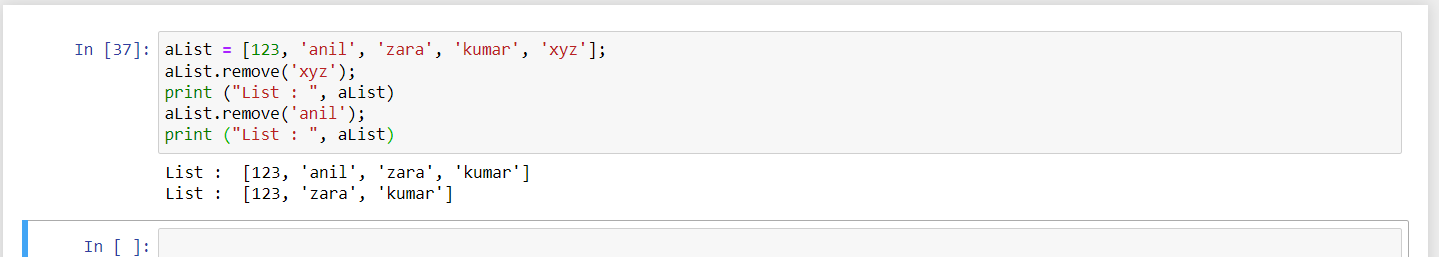 In [37]: aList = [123, 'anil', 'zara', 'kumar', 'xyz'];
aList.remove('xyz');
print ("List : ", aList)
aList.remove('anil');
print ("List : ", aList)
List :  [123, 'anil', 'zara', 'kumar']
List :  [123, 'zara', 'kumar']
In [ ]: